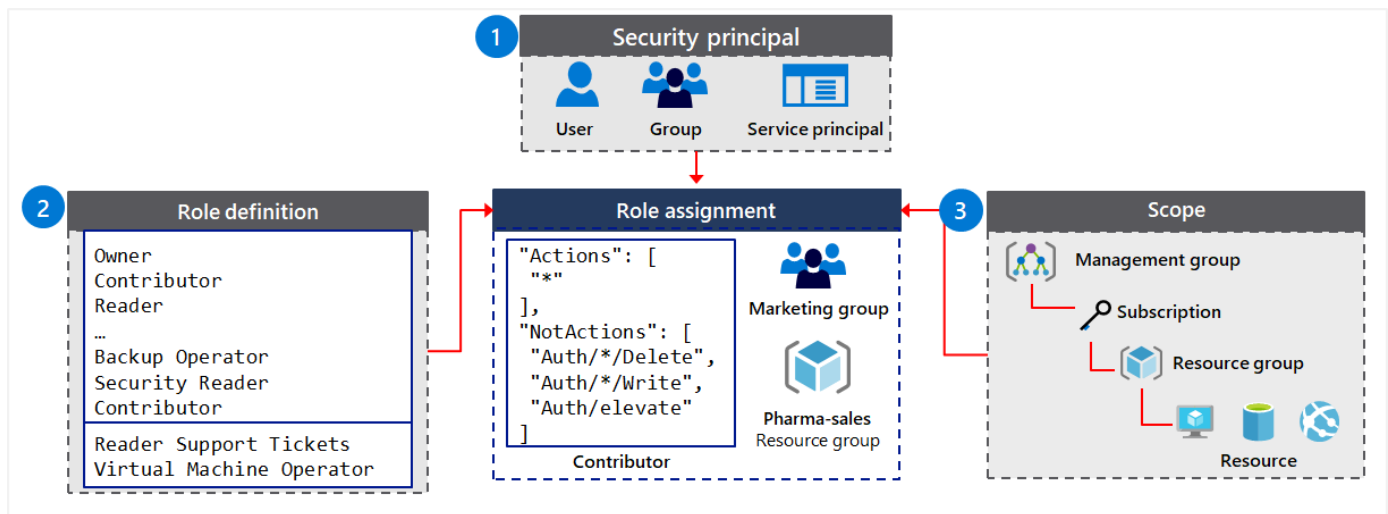 1
Security principal
User
Group
Service principal
2
Role definition
Owner
Contributor
Reader
…
Backup Operator
Security Reader
Contributor
Reader Support Tickets
Virtual Machine Operator
Role assignment
"Actions": [
"*"
],
"NotActions": [
"Auth/*/Delete",
"Auth/*/Write",
"Auth/elevate"
]
Contributor
Marketing group
Pharma-sales
Resource group
3
Scope
Management group
Subscription
Resource group
Resource